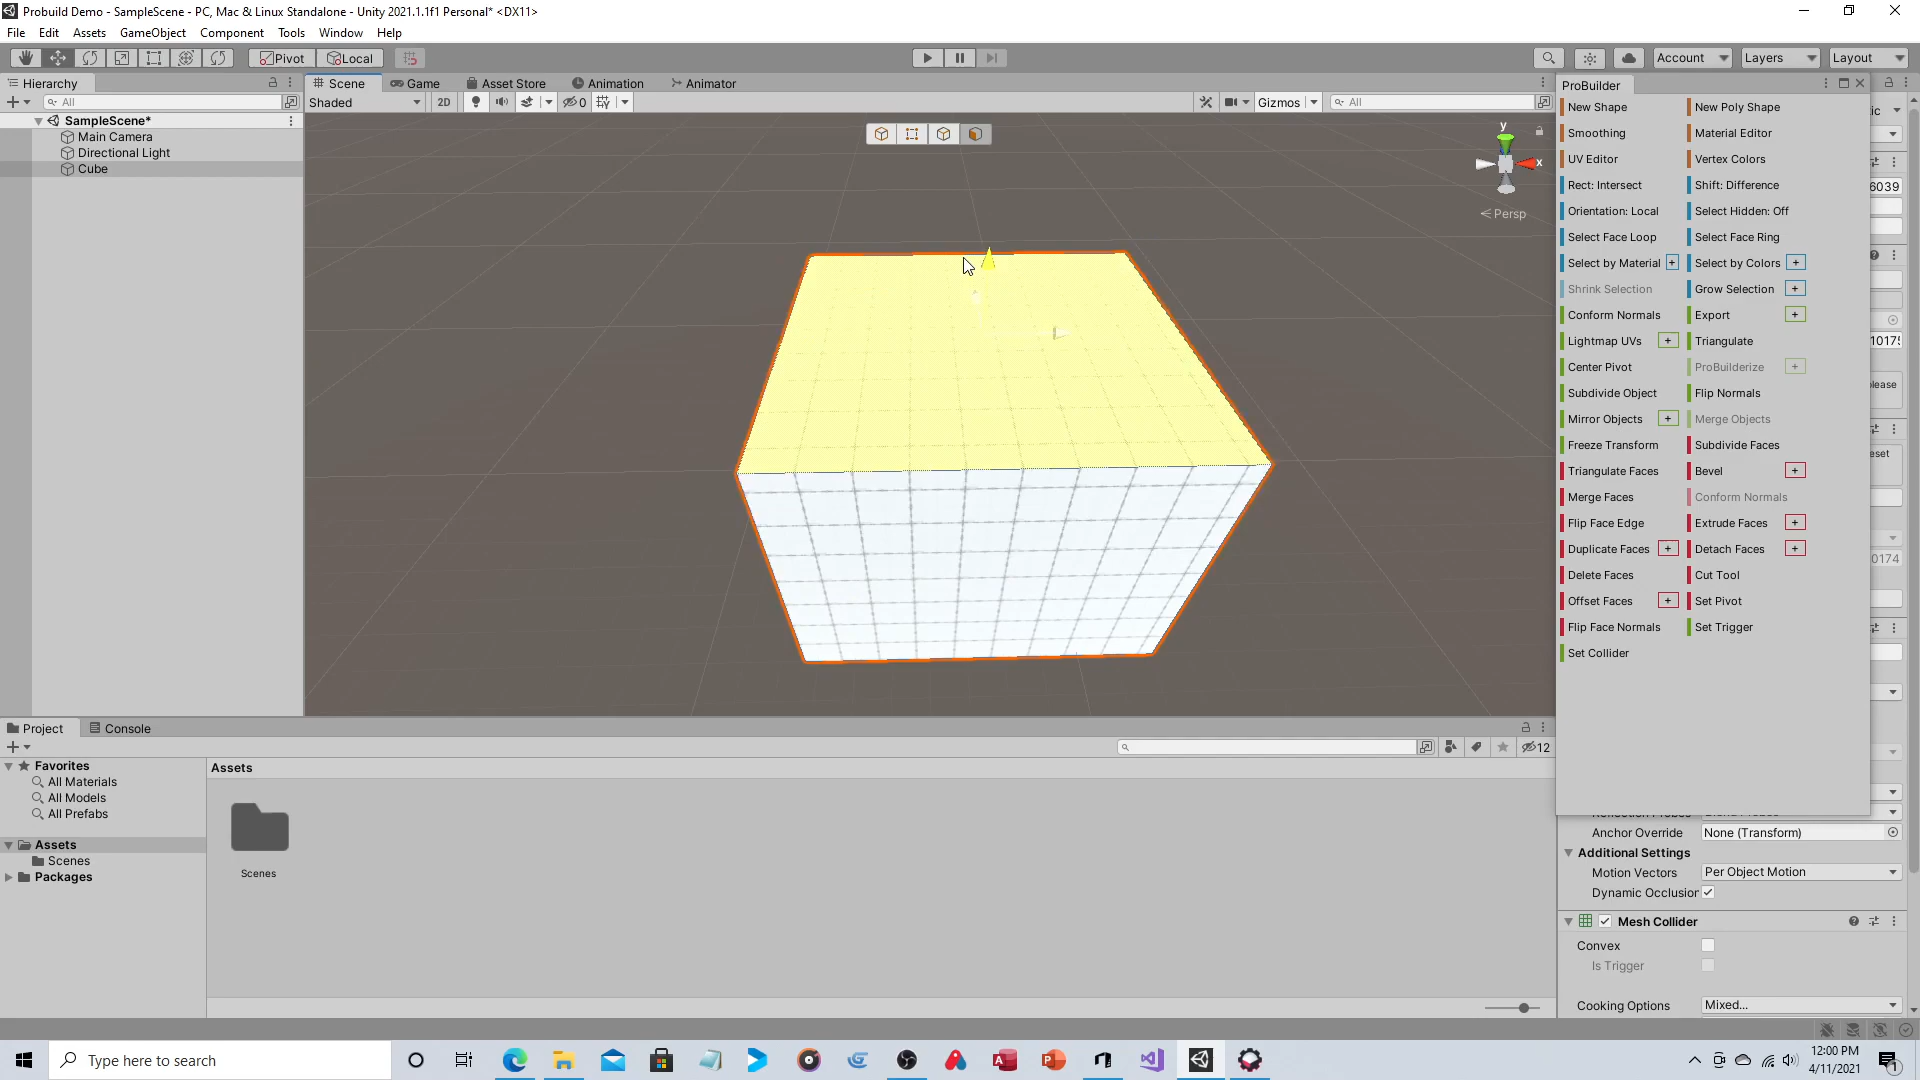 Probuild Demo - SampleScene - PC, Mac & Linux Standalone - Unity 2021.1.1f1 Personal* <DX11>
File Edit Assets GameObject Component Tools Window Help
Pivot Local
Account Layers Layout
Hierarchy
All
SampleScene*
Main Camera
Directional Light
Cube
Scene Game Asset Store Animation Animator
Shaded 2D 0 Gizmos All
y
x
Persp
ProBuilder
New Shape New Poly Shape
Smoothing Material Editor
UV Editor Vertex Colors
Rect: Intersect Shift: Difference
Orientation: Local Select Hidden: Off
Select Face Loop Select Face Ring
Select by Material + Select by Colors +
Shrink Selection Grow Selection +
Conform Normals Export +
Lightmap UVs + Triangulate
Center Pivot ProBuilderize +
Subdivide Object Flip Normals
Mirror Objects + Merge Objects
Freeze Transform Subdivide Faces
Triangulate Faces Bevel +
Merge Faces Conform Normals
Flip Face Edge Extrude Faces +
Duplicate Faces + Detach Faces +
Delete Faces Cut Tool
Offset Faces + Set Pivot
Flip Face Normals Set Trigger
Set Collider
ic
6039
lease
eset
0174
Anchor Override None (Transform)
Additional Settings
Motion Vectors Per Object Motion
Dynamic Occlusion
Mesh Collider
Convex
Is Trigger
Cooking Options Mixed...
Project Console
12
Favorites
All Materials
All Models
All Prefabs
Assets
Scenes
Packages
Assets
Scenes
Type here to search
12:00 PM
4/11/2021
1